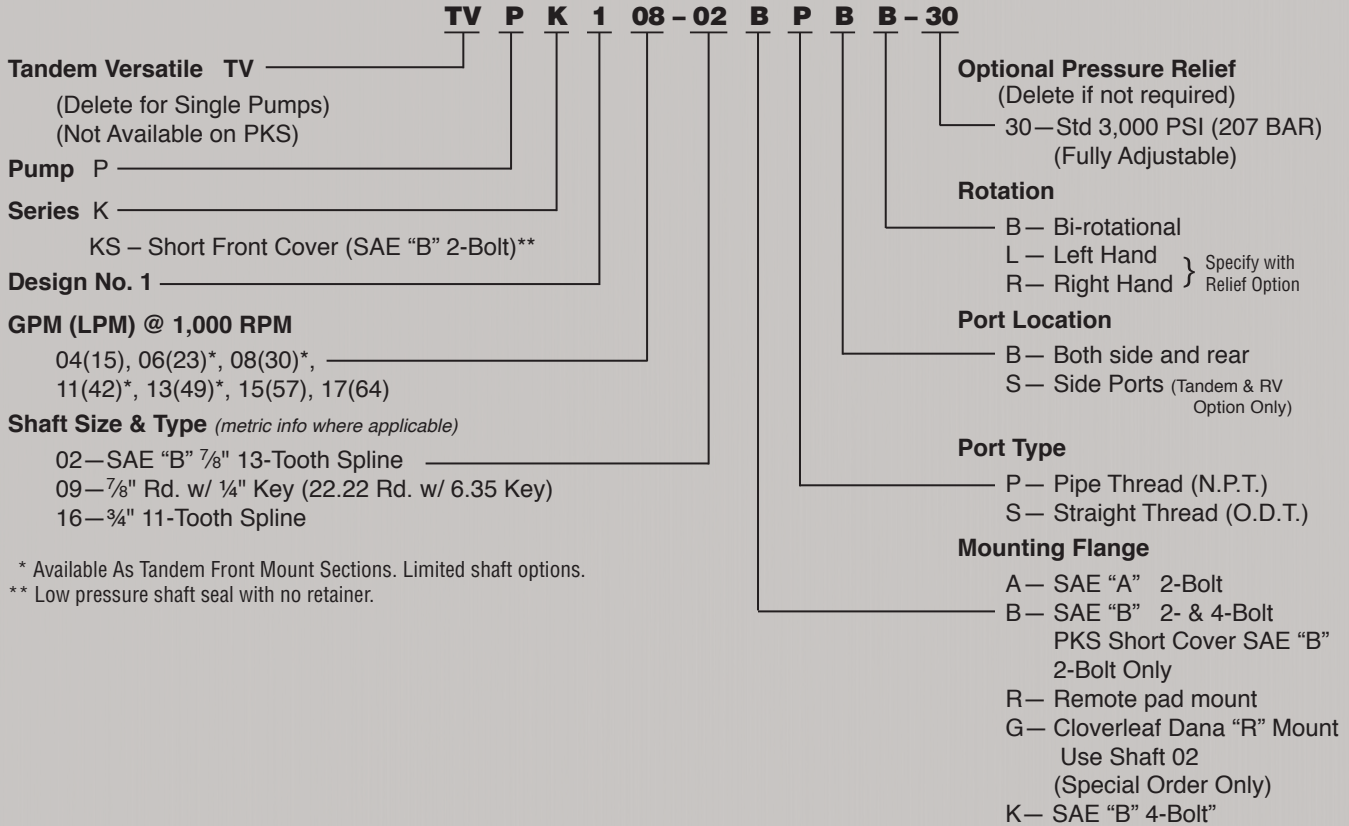 TV P K 1 08 – 02 B P B B – 30
Tandem Versatile TV
(Delete for Single Pumps)
(Not Available on PKS)
Pump P
Series K
KS – Short Front Cover (SAE “B” 2-Bolt)**
Design No. 1
GPM (LPM) @ 1,000 RPM
04(15), 06(23)*, 08(30)*,
11(42)*, 13(49)*, 15(57), 17(64)
Shaft Size & Type (metric info where applicable)
02—SAE “B” 7/8" 13-Tooth Spline
09—7/8" Rd. w/ ¼" Key (22.22 Rd. w/ 6.35 Key)
16—¾" 11-Tooth Spline
* Available As Tandem Front Mount Sections. Limited shaft options.
** Low pressure shaft seal with no retainer.
Optional Pressure Relief
(Delete if not required)
30—Std 3,000 PSI (207 BAR)
(Fully Adjustable)
Rotation
B— Bi-rotational
L— Left Hand
R— Right Hand } Specify with
Relief Option
Port Location
B— Both side and rear
S— Side Ports (Tandem & RV
Option Only)
Port Type
P— Pipe Thread (N.P.T.)
S— Straight Thread (O.D.T.)
Mounting Flange
A— SAE “A” 2-Bolt
B— SAE “B” 2- & 4-Bolt
PKS Short Cover SAE “B”
2-Bolt Only
R— Remote pad mount
G— Cloverleaf Dana “R” Mount
Use Shaft 02
(Special Order Only)
K— SAE “B” 4-Bolt”